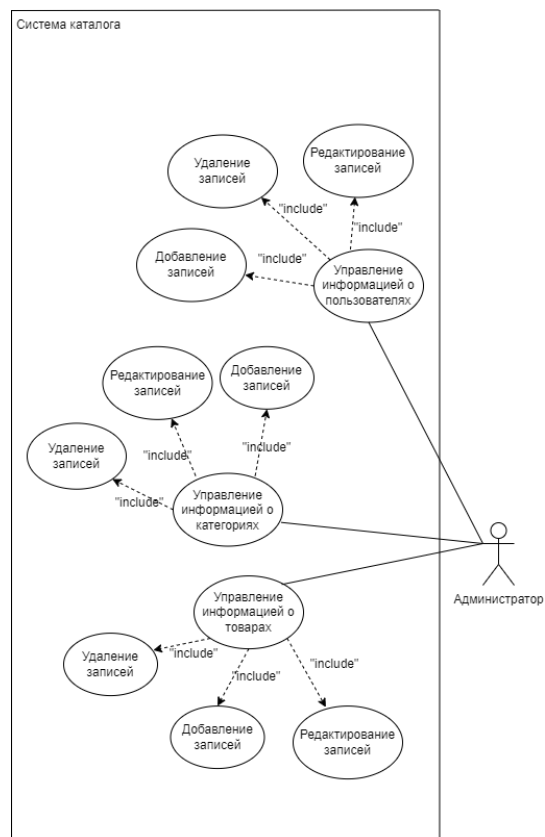 Система каталога
Удаление
записей
Редактирование
записей
"include"
"include"
Добавление
записей
"include"
Управление
информацией о
пользователях
Редактирование
записей
Добавление
записей
Удаление
записей
"include"
"include"
"include"
Управление
информацией о
категориях
Администратор
Управление
информацией о
товарах
Удаление
записей
"include"
"include"
"include"
Добавление
записей
Редактирование
записей